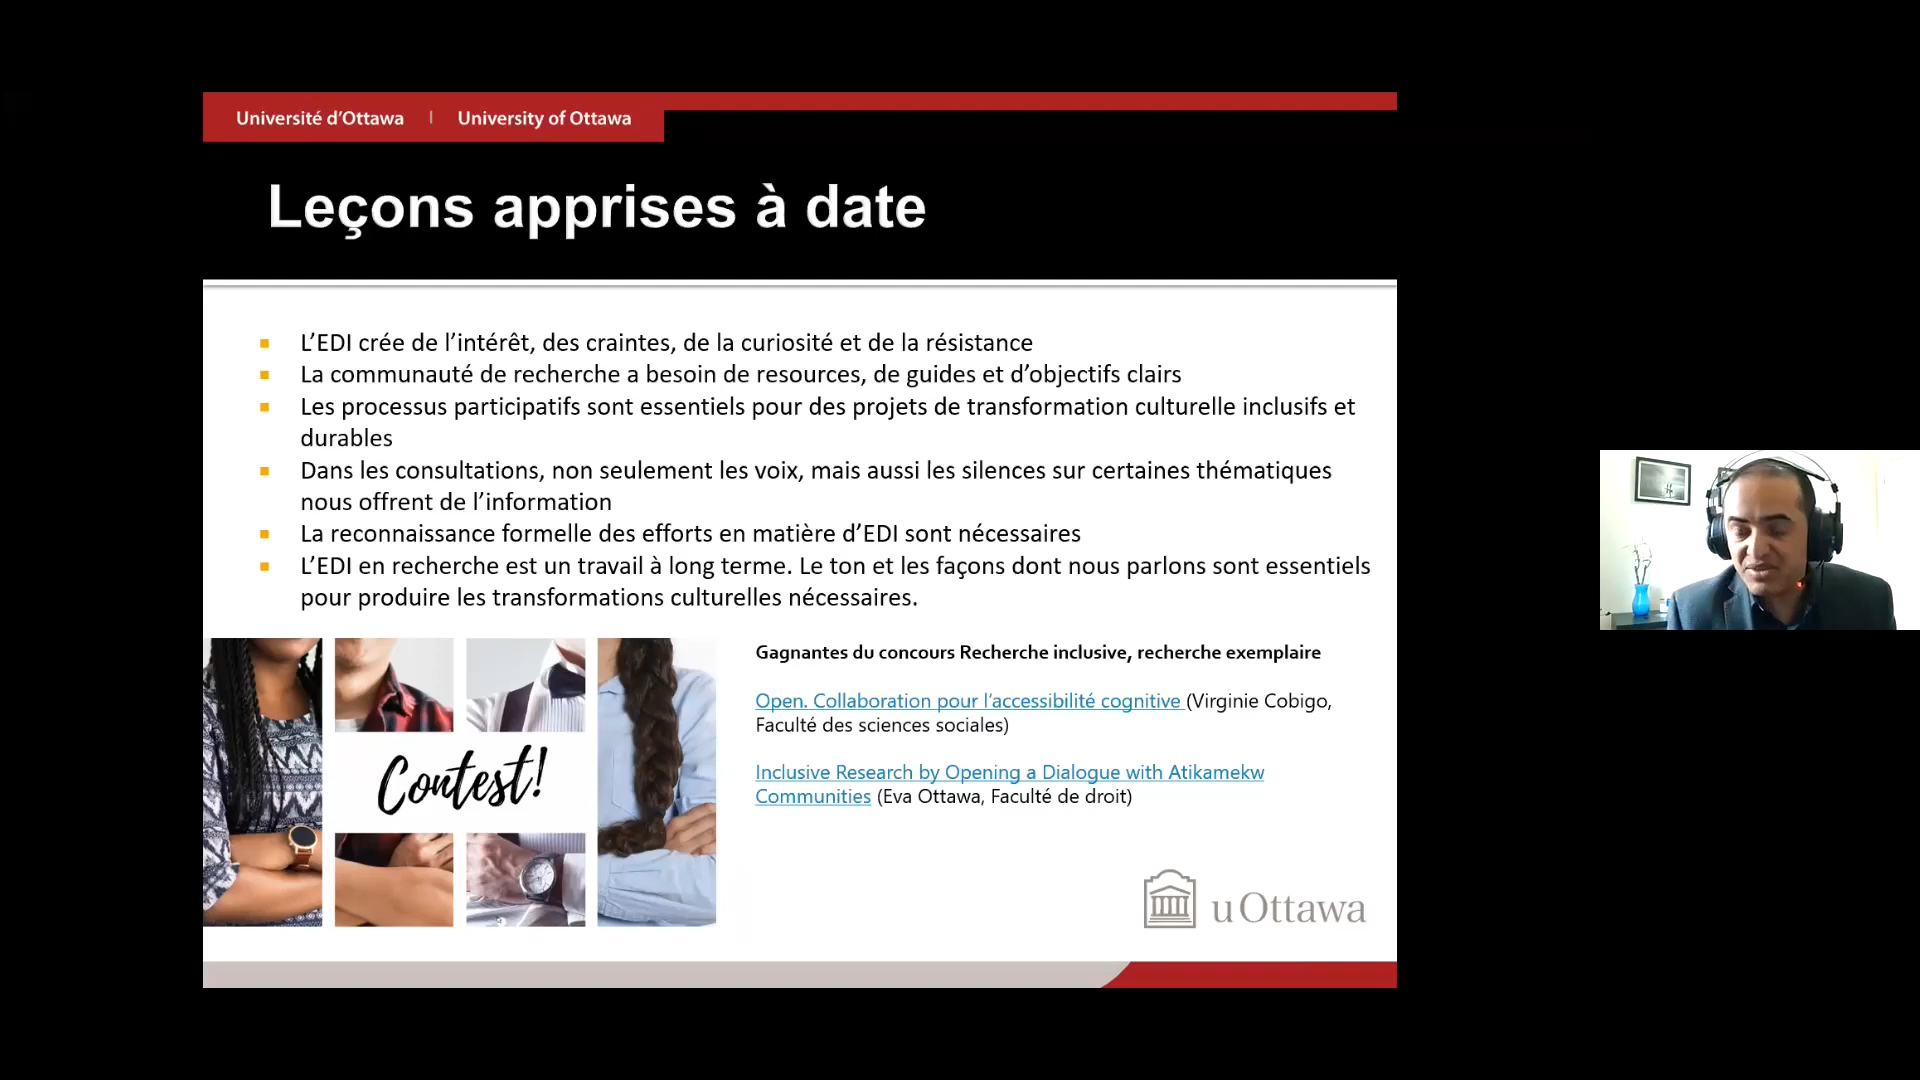 Université d'Ottawa | University of Ottawa
Leçons apprises à date
L'EDI crée de l'intérêt, des craintes, de la curiosité et de la résistance
La communauté de recherche a besoin de resources, de guides et d'objectifs clairs
Les processus participatifs sont essentiels pour des projets de transformation culturelle inclusifs et
durables
Dans les consultations, non seulement les voix, mais aussi les silences sur certaines thématiques
nous offrent de l'information
La reconnaissance formelle des efforts en matière d'EDI sont nécessaires
L'EDI en recherche est un travail à long terme. Le ton et les façons dont nous parlons sont essentiels
pour produire les transformations culturelles nécessaires.
Contest!
Gagnantes du concours Recherche inclusive, recherche exemplaire
Open. Collaboration pour l'accessibilité cognitive (Virginie Cobigo,
Faculté des sciences sociales)
Inclusive Research by Opening a Dialogue with Atikamekw
Communities (Eva Ottawa, Faculté de droit)
uOttawa